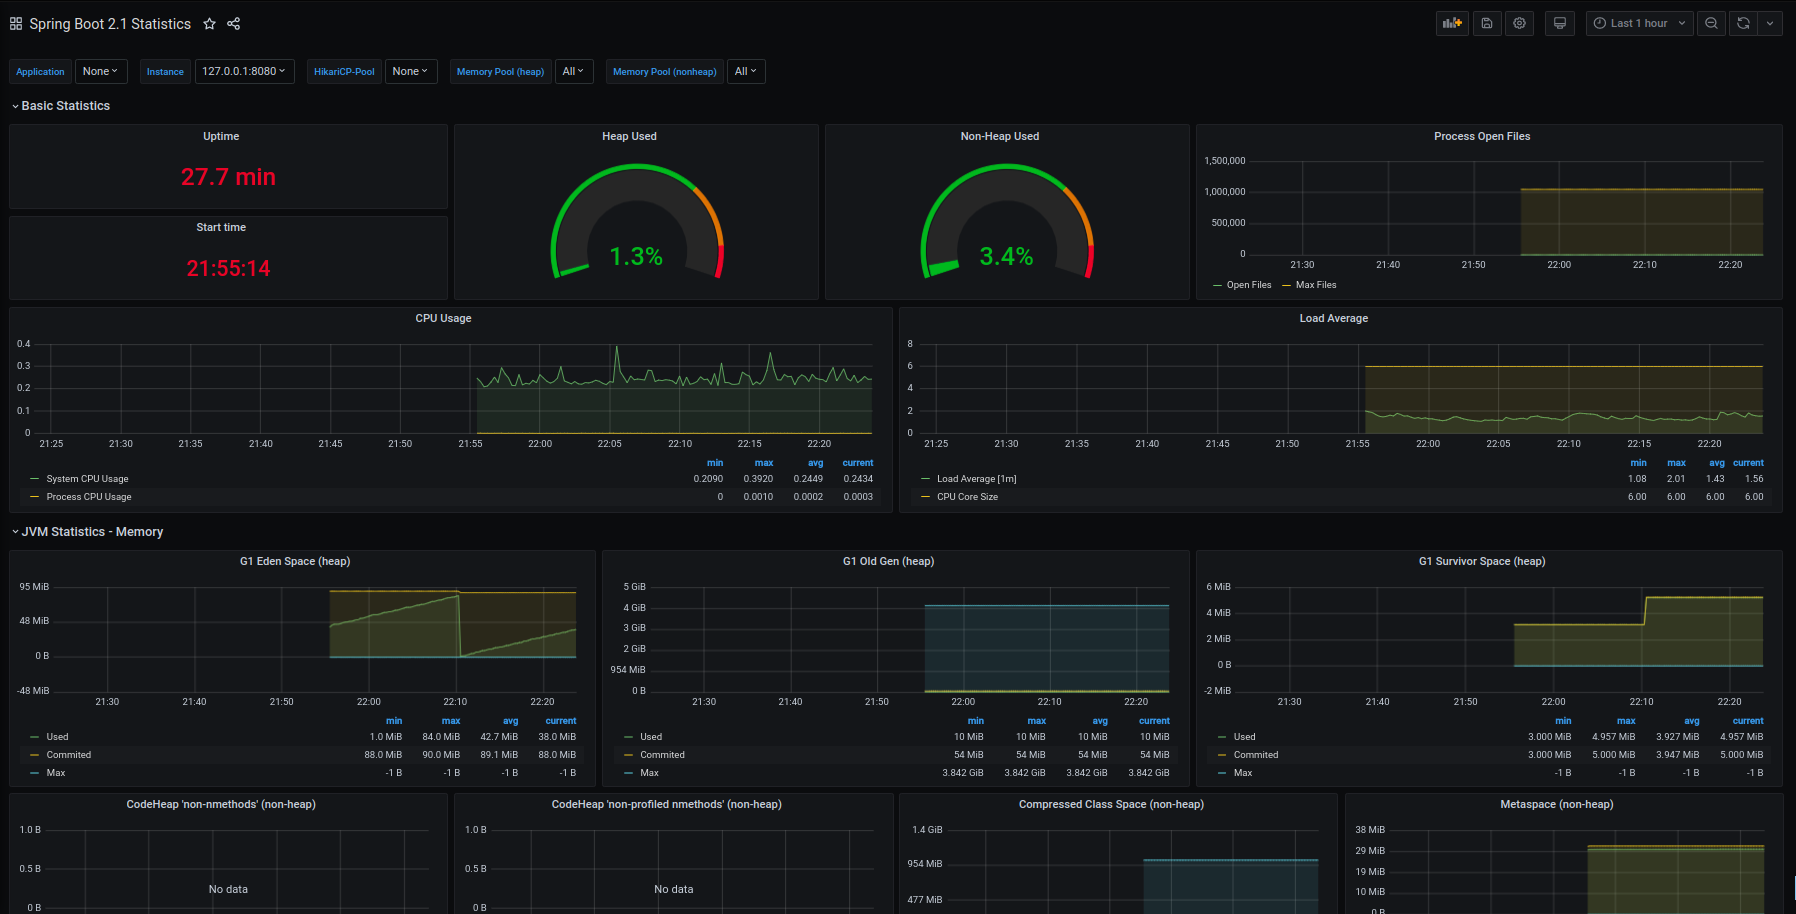 Spring Boot 2.1 Statistics
Last 1 hour
Application None Instance 127.0.0.1:8080 HikariCP-Pool None Memory Pool (heap) All Memory Pool (nonheap) All
Basic Statistics
Uptime
27.7 min
Start time
21:55:14
Heap Used
1.3%
Non-Heap Used
3.4%
Process Open Files
1,500,000
1,000,000
500,000
0
21:30 21:40 21:50 22:00 22:10 22:20
Open Files Max Files
CPU Usage
0.4
0.3
0.2
0.1
0
21:25 21:30 21:35 21:40 21:45 21:50 21:55 22:00 22:05 22:10 22:15 22:20
min max avg current
System CPU Usage 0.2090 0.3920 0.2449 0.2434
Process CPU Usage 0 0.0010 0.0002 0.0003
Load Average
8
6
4
2
0
21:25 21:30 21:35 21:40 21:45 21:50 21:55 22:00 22:05 22:10 22:15 22:20
min max avg current
Load Average [1m] 1.08 2.01 1.43 1.56
CPU Core Size 6.00 6.00 6.00 6.00
JVM Statistics - Memory
G1 Eden Space (heap)
95 MiB
48 MiB
0 B
-48 MiB
21:30 21:40 21:50 22:00 22:10 22:20
min max avg current
Used 1.0 MiB 84.0 MiB 42.7 MiB 38.0 MiB
Commited 88.0 MiB 90.0 MiB 89.1 MiB 88.0 MiB
Max -1 B -1 B -1 B -1 B
G1 Old Gen (heap)
5 GiB
4 GiB
3 GiB
2 GiB
954 MiB
0 B
21:30 21:40 21:50 22:00 22:10 22:20
min max avg current
Used 10 MiB 10 MiB 10 MiB 10 MiB
Commited 54 MiB 54 MiB 54 MiB 54 MiB
Max 3.842 GiB 3.842 GiB 3.842 GiB 3.842 GiB
G1 Survivor Space (heap)
6 MiB
4 MiB
2 MiB
0 B
-2 MiB
21:30 21:40 21:50 22:00 22:10 22:20
min max avg current
Used 3.000 MiB 4.957 MiB 3.927 MiB 4.957 MiB
Commited 3.000 MiB 5.000 MiB 3.947 MiB 5.000 MiB
Max -1 B -1 B -1 B -1 B
CodeHeap 'non-nmethods' (non-heap)
1.0 B
0.5 B
0 B
No data
CodeHeap 'non-profiled nmethods' (non-heap)
1.0 B
0.5 B
0 B
No data
Compressed Class Space (non-heap)
1.4 GiB
954 MiB
477 MiB
Metaspace (non-heap)
38 MiB
29 MiB
19 MiB
10 MiB
0 B